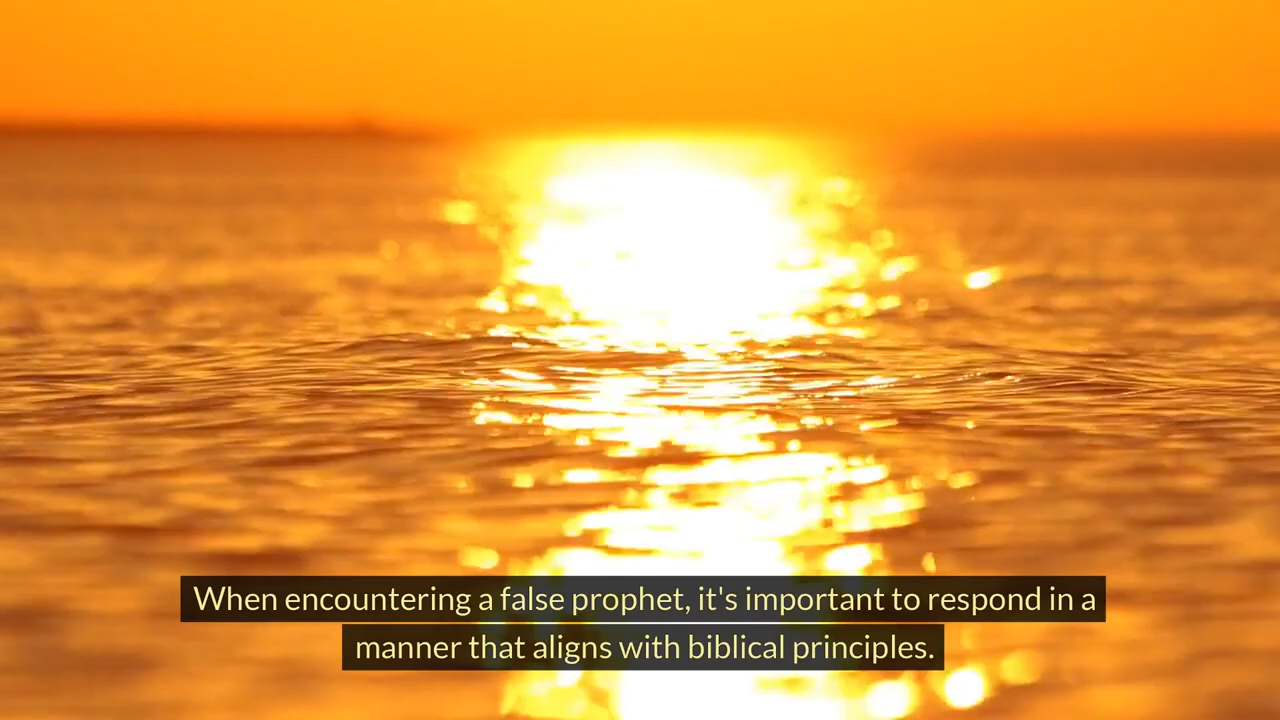 When encountering a false prophet, it's important to respond in a
manner that aligns with biblical principles.